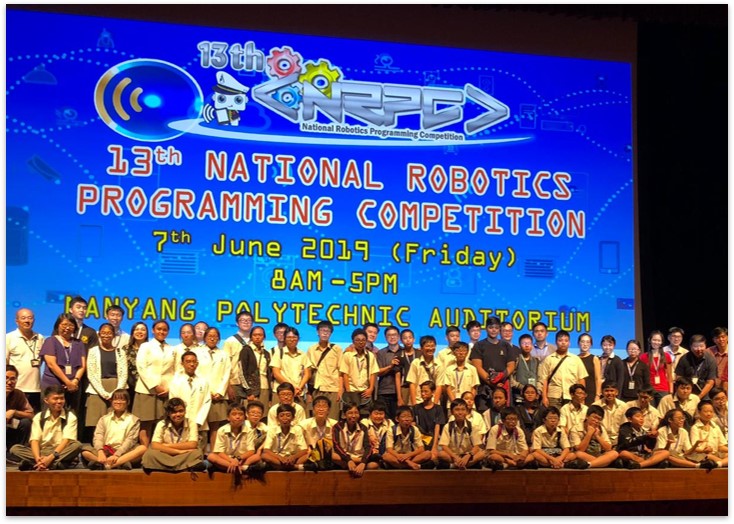 13th
<NRPC>
National Robotics Programming Competition
13th NATIONAL ROBOTICS
PROGRAMMING COMPETITION
7th June 2019 (Friday)
8AM-5PM
NANYANG POLYTECHNIC AUDITORIUM